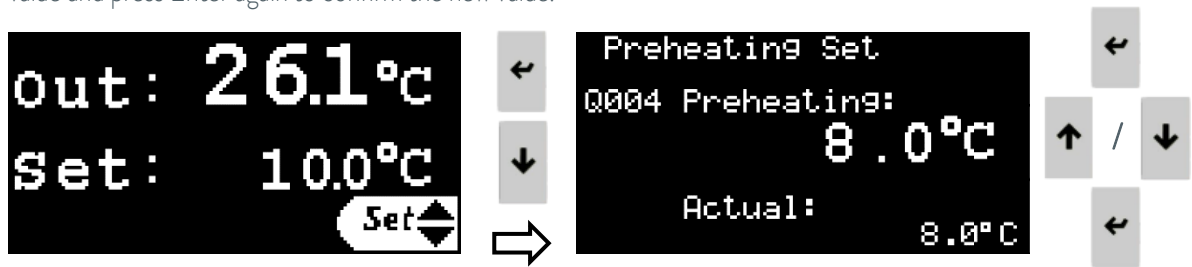 value and press Enter again to confirm the new value.
out: 26.1°C
Set: 10.0°C
Set
Preheating Set
Q004 Preheating:
8.0°C
Actual:
8.0°C
/